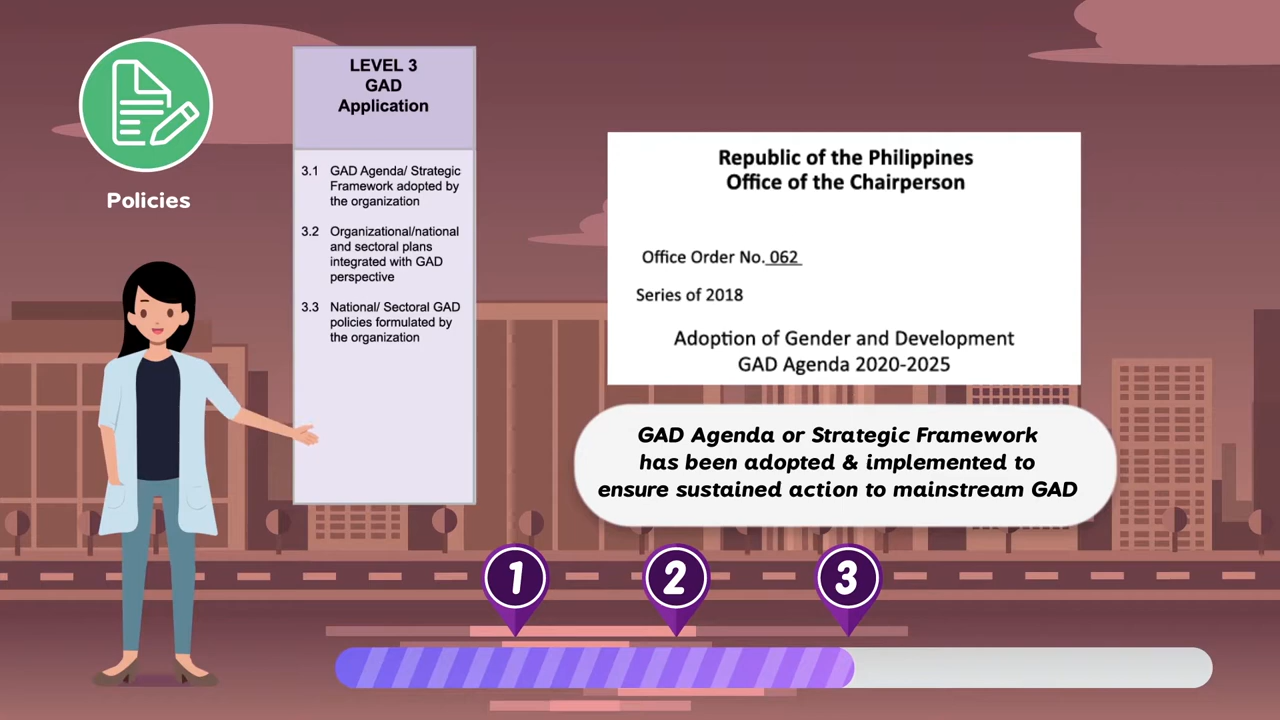 Policies
LEVEL 3
GAD
Application
3.1 GAD Agenda/ Strategic
Framework adopted by
the organization
3.2 Organizational/national
and sectoral plans
integrated with GAD
perspective
3.3 National/ Sectoral GAD
policies formulated by
the organization
Republic of the Philippines
Office of the Chairperson
Office Order No. 062
Series of 2018
Adoption of Gender and Development
GAD Agenda 2020-2025
GAD Agenda or Strategic Framework
has been adopted & implemented to
ensure sustained action to mainstream GAD
1 2 3